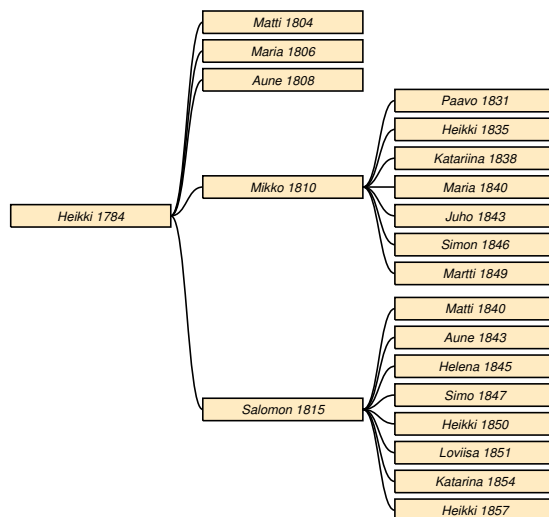 Heikki 1784
Matti 1804
Maria 1806
Aune 1808
Mikko 1810
Salomon 1815
Paavo 1831
Heikki 1835
Katariina 1838
Maria 1840
Juho 1843
Simon 1846
Martti 1849
Matti 1840
Aune 1843
Helena 1845
Simo 1847
Heikki 1850
Loviisa 1851
Katarina 1854
Heikki 1857